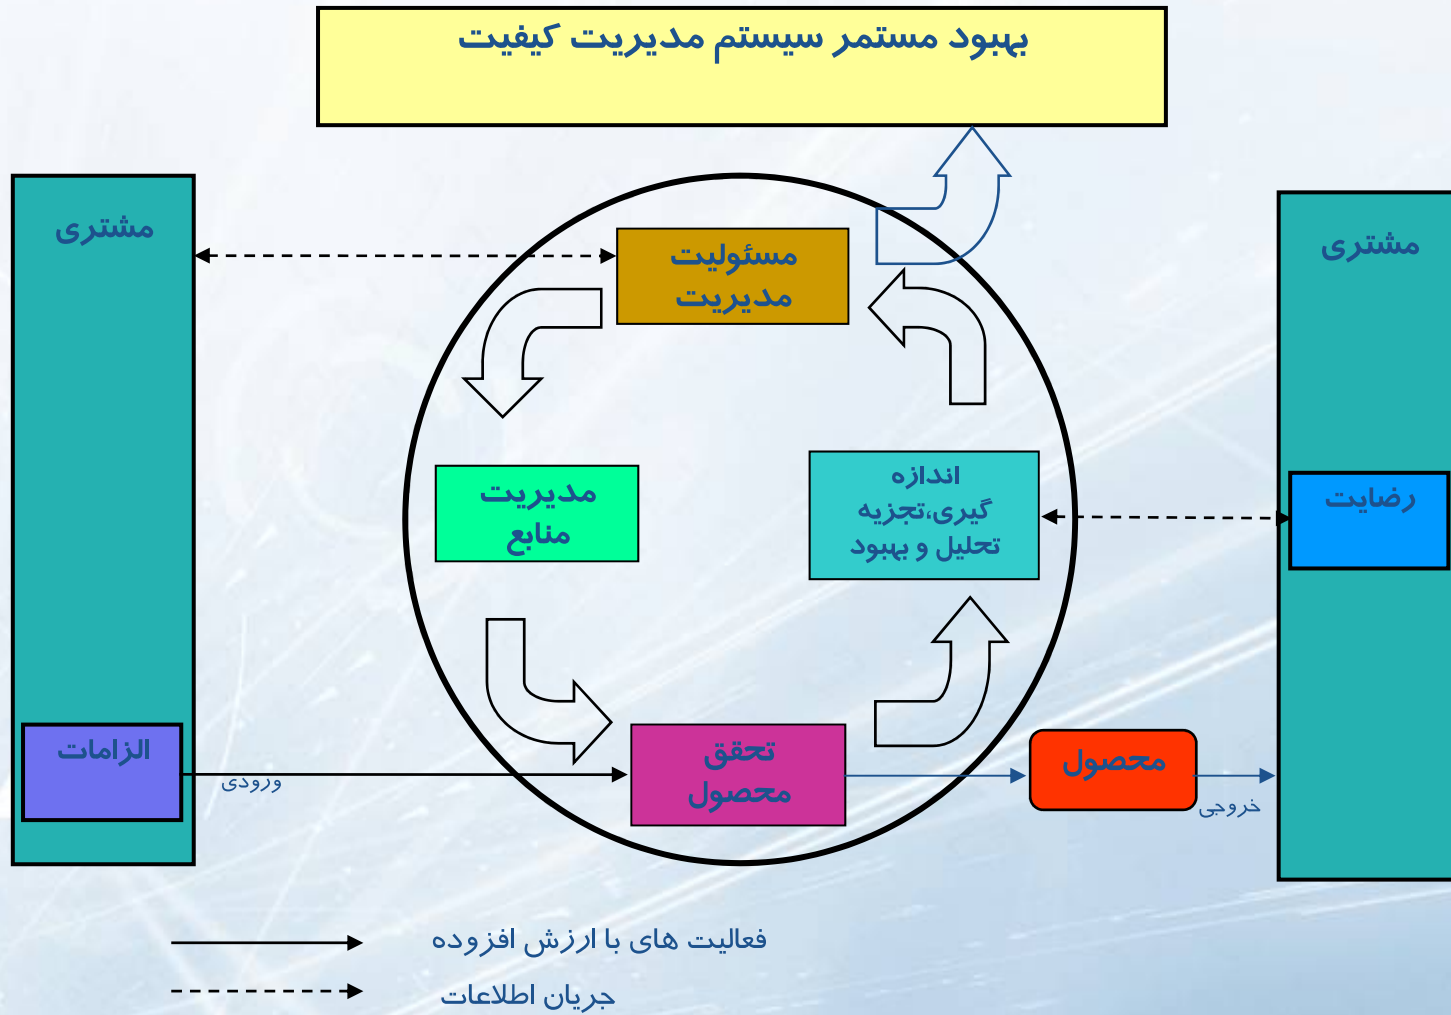 بهبود مستمر سیستم مدیریت کیفیت
مشتری
مسئولیت
مدیریت
مشتری
اندازه
گیری،تجزیه
تحلیل و بهبود
مدیریت
منابع
رضایت
الزامات
ورودی
تحقق
محصول
محصول
خروجی
فعالیت های با ارزش افزوده
جریان اطلاعات